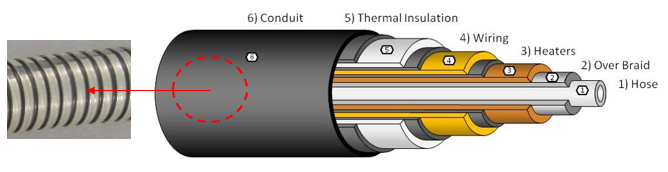 6) Conduit
5) Thermal Insulation
4) Wiring
3) Heaters
2) Over Braid
1) Hose
6
5
4
3
2
1